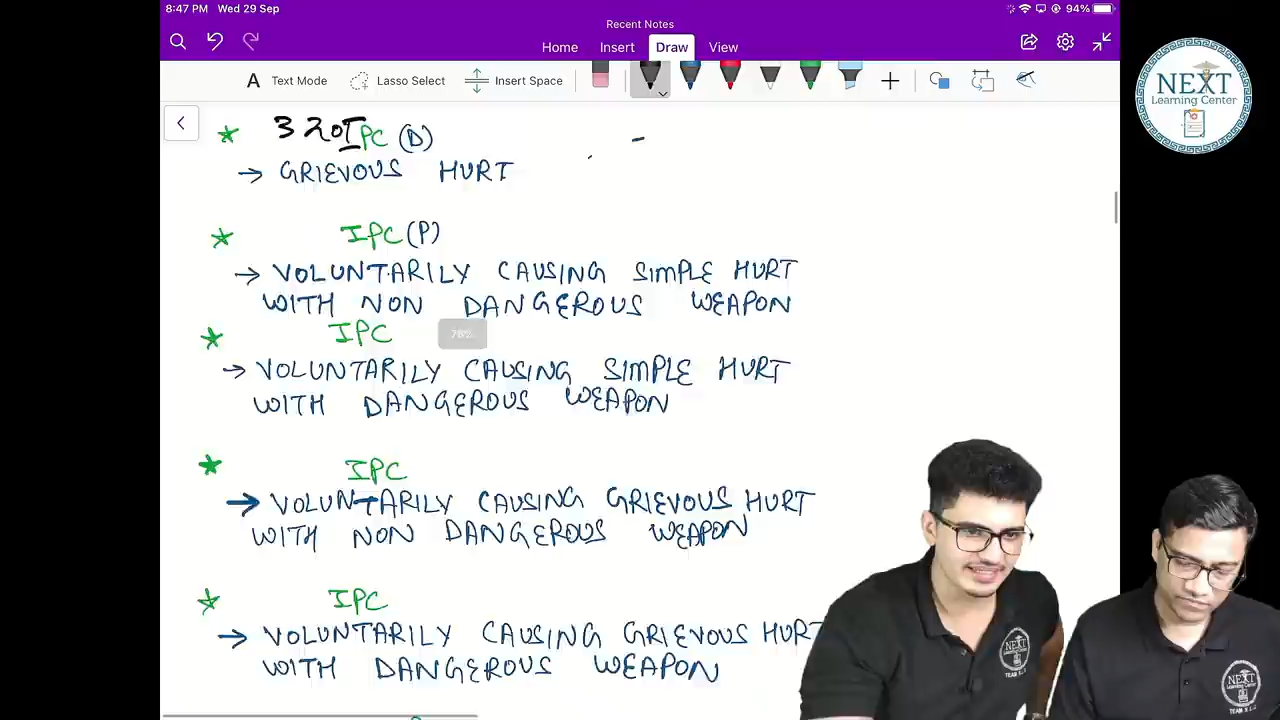 8:47 PM Wed 29 Sep
94%
Recent Notes
Home Insert Draw View
A Text Mode Lasso Select Insert Space
NEXT
Learning Center
320 IPC (D)
→ GRIEVOUS HURT
IPC (P)
→ VOLUNTARILY CAUSING SIMPLE HURT
WITH NON DANGEROUS WEAPON
IPC
78%
→ VOLUNTARILY CAUSING SIMPLE HURT
WITH DANGEROUS WEAPON
IPC
→ VOLUNTARILY CAUSING GRIEVOUS HURT
WITH NON DANGEROUS WEAPON
IPC
→ VOLUNTARILY CAUSING GRIEVOUS HURT
WITH DANGEROUS WEAPON